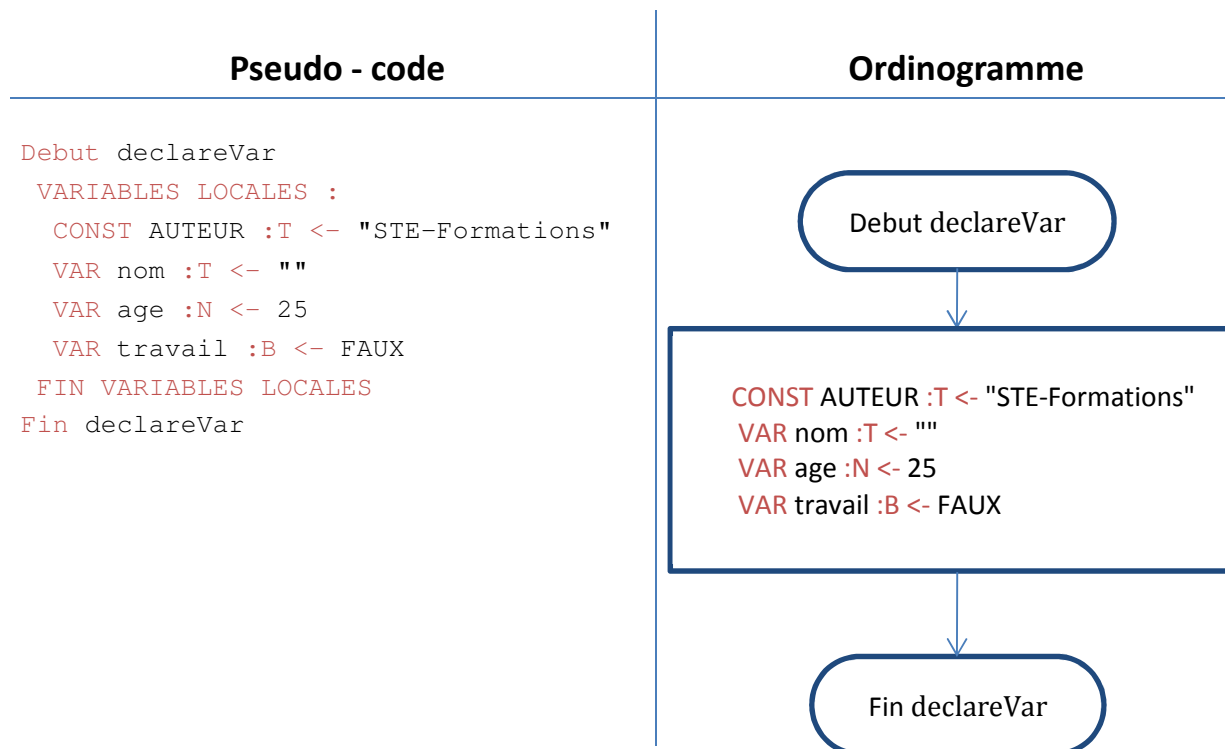 Pseudo - code
Debut declareVar
VARIABLES LOCALES :
CONST AUTEUR :T <- "STE-Formations"
VAR nom :T <- ""
VAR age :N <- 25
VAR travail :B <- FAUX
FIN VARIABLES LOCALES
Fin declareVar
Ordinogramme
Debut declareVar
CONST AUTEUR :T <- "STE-Formations"
VAR nom :T <- ""
VAR age :N <- 25
VAR travail :B <- FAUX
Fin declareVar